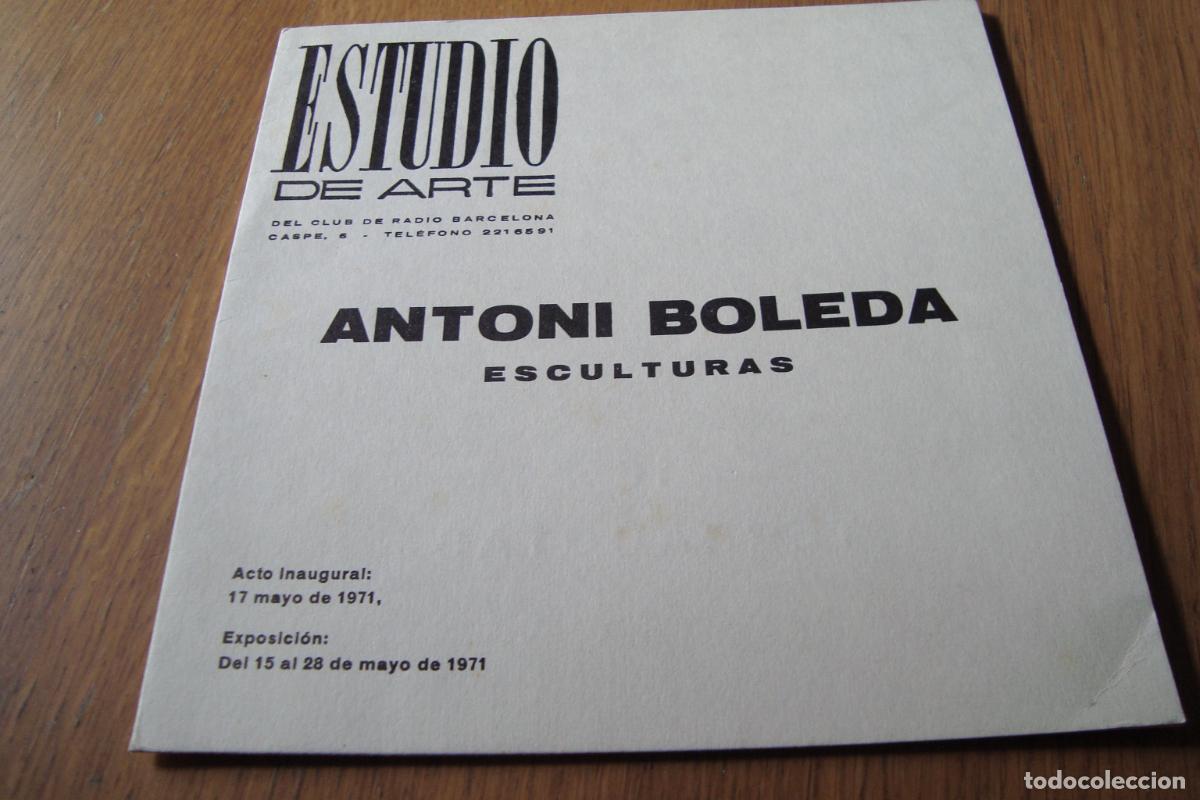 ESTUDIO
DE ARTE
DEL CLUB DE RADIO BARCELONA
CASPE, 6 - TELÉFONO 2216591
ANTONI BOLEDA
ESCULTURAS
Acto inaugural:
17 mayo de 1971,
Exposición:
Del 15 al 28 de mayo de 1971
todocoleccion